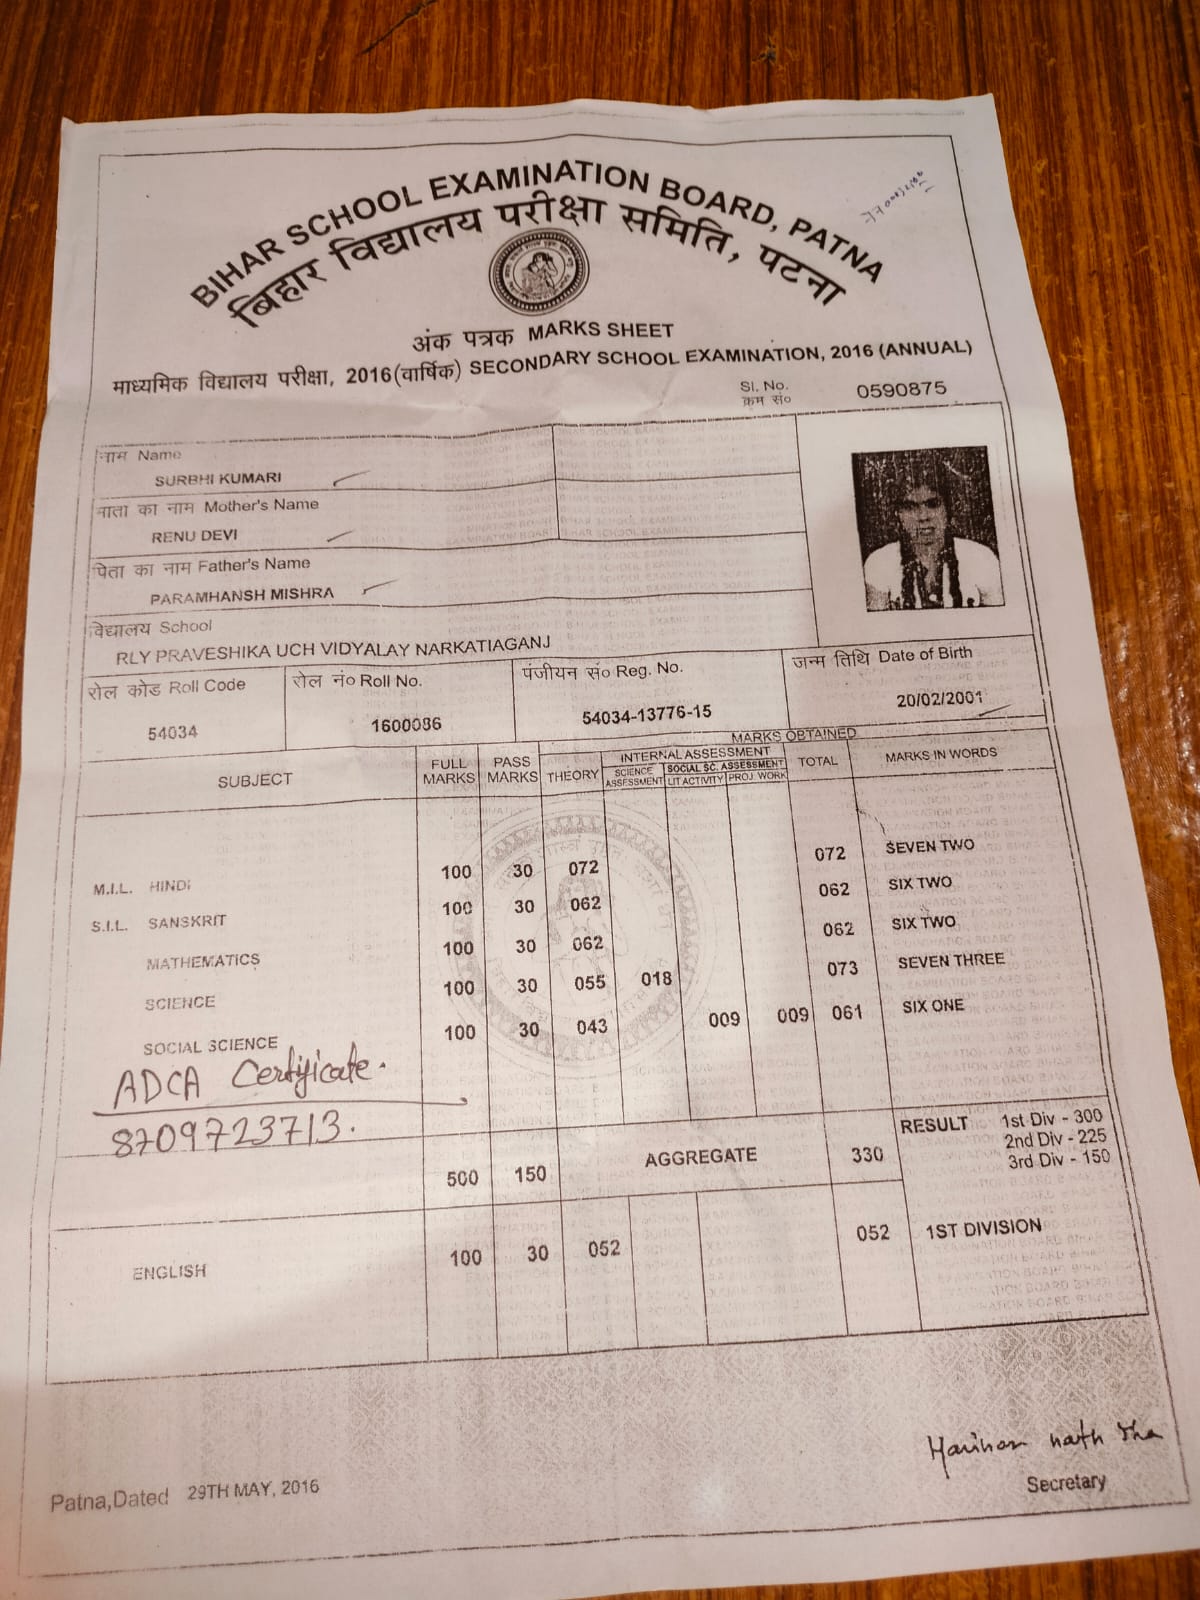 BIHAR SCHOOL EXAMINATION BOARD, PATNA
बिहार विद्यालय परीक्षा समिति, पटना
अंक पत्रक MARKS SHEET
माध्यमिक विद्यालय परीक्षा, 2016(वार्षिक) SECONDARY SCHOOL EXAMINATION, 2016 (ANNUAL)
Sl. No. 0590875
क्रम सं०
नाम Name
SURBHI KUMARI
माता का नाम Mother's Name
RENU DEVI
पिता का नाम Father's Name
PARAMHANSH MISHRA
विद्यालय School
RLY PRAVESHIKA UCH VIDYALAY NARKATIAGANJ
रोल कोड Roll Code रोल नं० Roll No. पंजीयन सं० Reg. No. जन्म तिथि Date of Birth
54034 1600086 54034-13776-15 20/02/2001
MARKS OBTAINED
SUBJECT FULL MARKS PASS MARKS THEORY INTERNAL ASSESSMENT TOTAL MARKS IN WORDS
SCIENCE ASSESSMENT SOCIAL SC. ASSESSMENT
LIT ACTIVITY PROJ. WORK
M.I.L. HINDI 100 30 072 072 SEVEN TWO
S.I.L. SANSKRIT 100 30 062 062 SIX TWO
MATHEMATICS 100 30 062 062 SIX TWO
SCIENCE 100 30 055 018 073 SEVEN THREE
SOCIAL SCIENCE 100 30 043 009 009 061 SIX ONE
ADCA Certificate.
8709723713.
500 150 AGGREGATE 330
RESULT 1st Div - 300
2nd Div - 225
3rd Div - 150
ENGLISH 100 30 052 052 1ST DIVISION
Harihar nath Jha
Secretary
Patna,Dated 29TH MAY, 2016